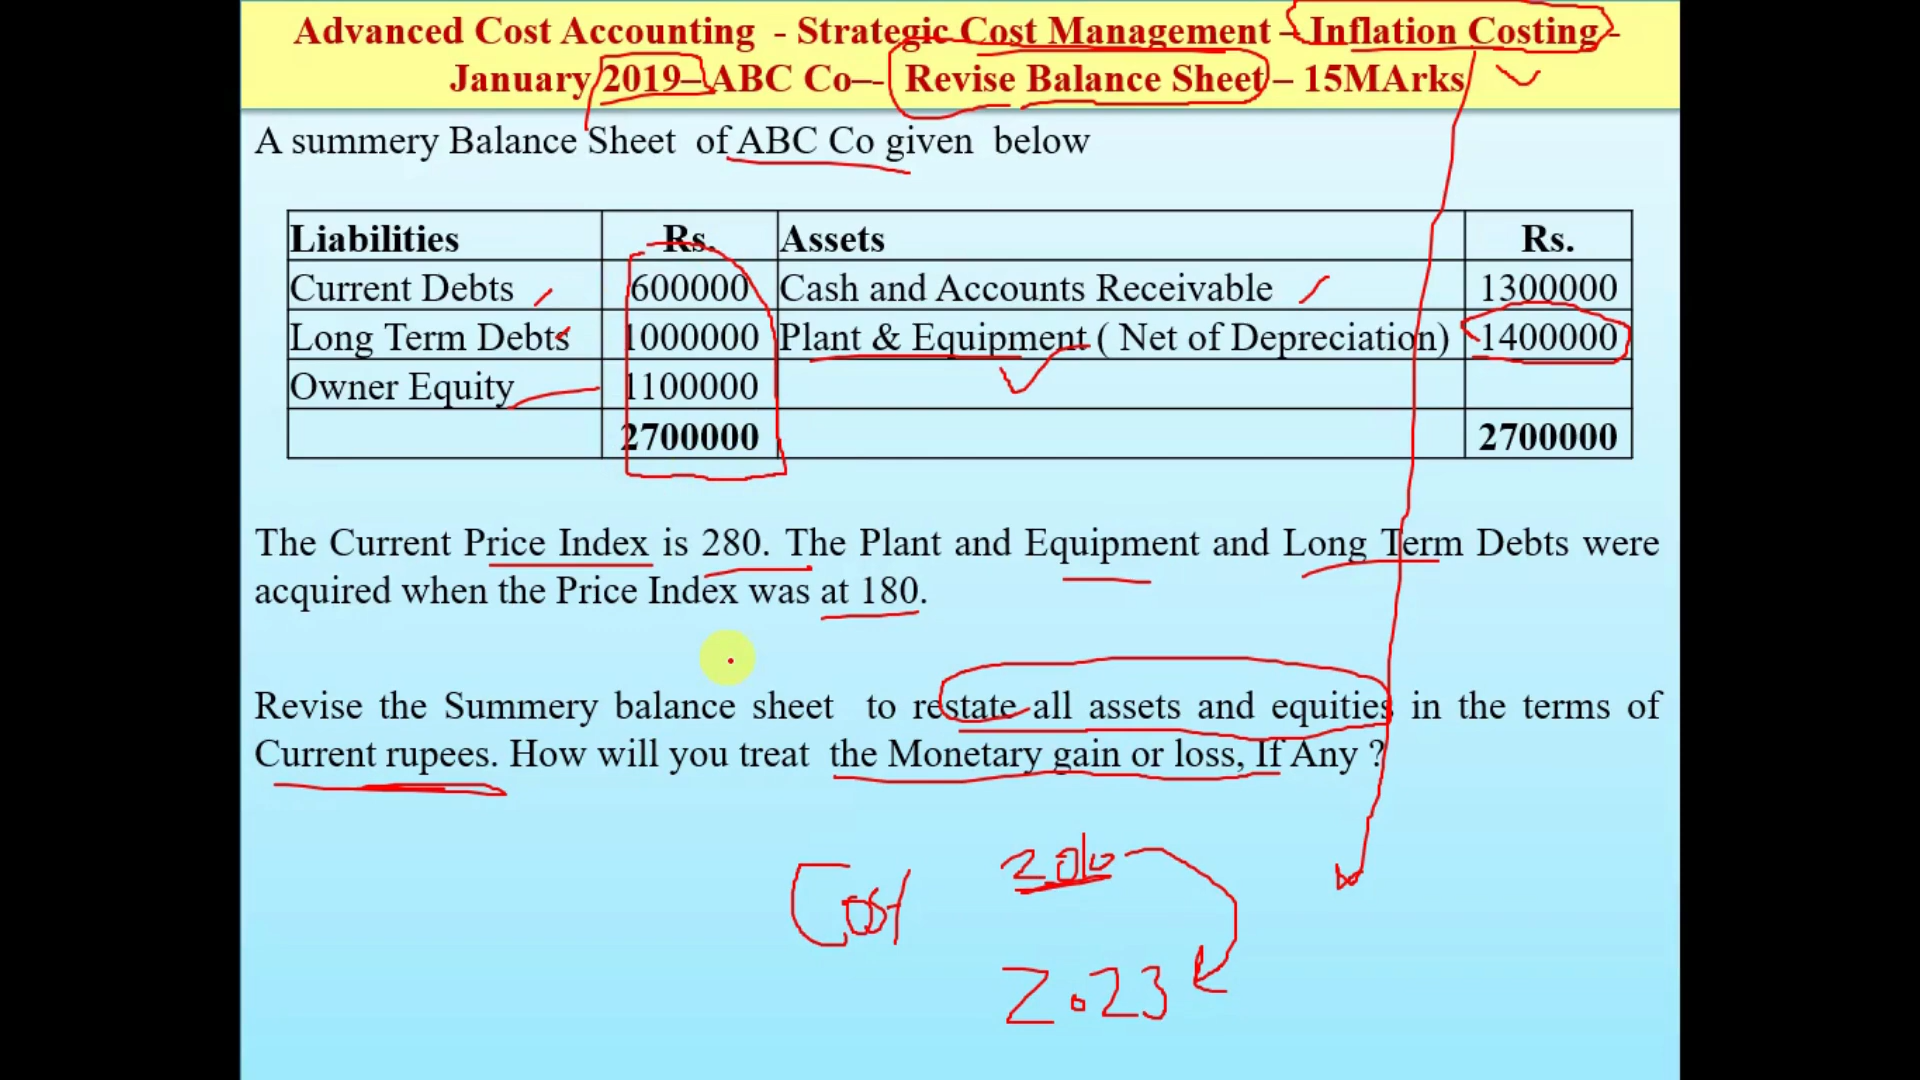 Advanced Cost Accounting - Strategic Cost Management – Inflation Costing -
January 2019– ABC Co–- Revise Balance Sheet – 15MArks
A summery Balance Sheet of ABC Co given below
Liabilities Rs. Assets Rs.
Current Debts 600000 Cash and Accounts Receivable 1300000
Long Term Debts 1000000 Plant & Equipment ( Net of Depreciation) 1400000
Owner Equity 1100000
2700000 2700000
The Current Price Index is 280. The Plant and Equipment and Long Term Debts were
acquired when the Price Index was at 180.
Revise the Summery balance sheet to restate all assets and equities in the terms of
Current rupees. How will you treat the Monetary gain or loss, If Any ?
Cost